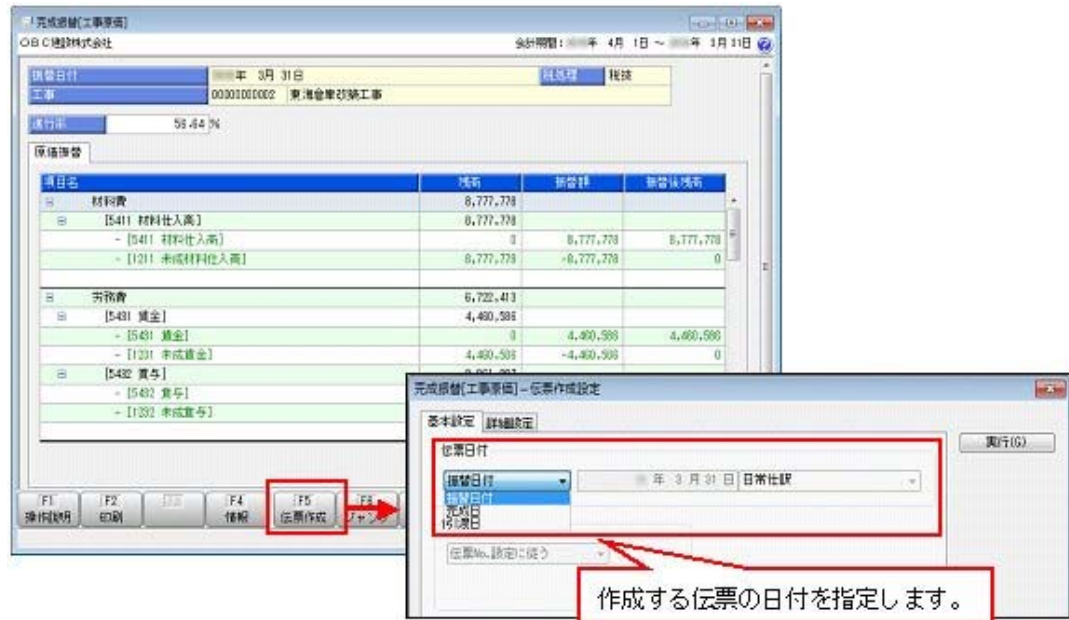 完成振替[工事原価]
OBC建設株式会社 会計期間: 年 4月 1日 ~ 年 3月31日
振替日付 年 3月 31日 税処理 税抜
工事 00000000002 東海倉庫改築工事
進行率 56.64 %
原価振替
項目名 残高 振替額 振替後残高
材料費 8,777,778
[5411 材料仕入高] 8,777,778
- [5411 材料仕入高] 0 8,777,778 8,777,778
- [1211 未成材料仕入高] 8,777,778 -8,777,778 0
労務費 6,722,413
[5431 賃金] 4,460,586
- [5431 賃金] 0 4,460,586 4,460,586
- [1231 未成賃金] 4,460,586 -4,460,586 0
[5432 賞与]
- [5432 賞与]
- [1232 未成賞与]
F1 F2 F4 F5 F6
操作説明 印刷 情報 伝票作成 ジャンプ
完成振替[工事原価] - 伝票作成設定
基本設定 詳細設定
実行(G)
伝票日付
振替日付 年 3月31日 日常仕訳
振替日付
完成日
引渡日
伝票No.設定に従う
作成する伝票の日付を指定します。